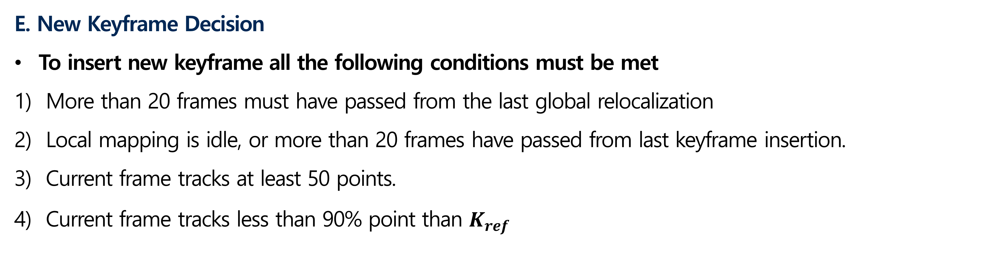 E. New Keyframe Decision
• To insert new keyframe all the following conditions must be met
1) More than 20 frames must have passed from the last global relocalization
2) Local mapping is idle, or more than 20 frames have passed from last keyframe insertion.
3) Current frame tracks at least 50 points.
4) Current frame tracks less than 90% point than K_ref